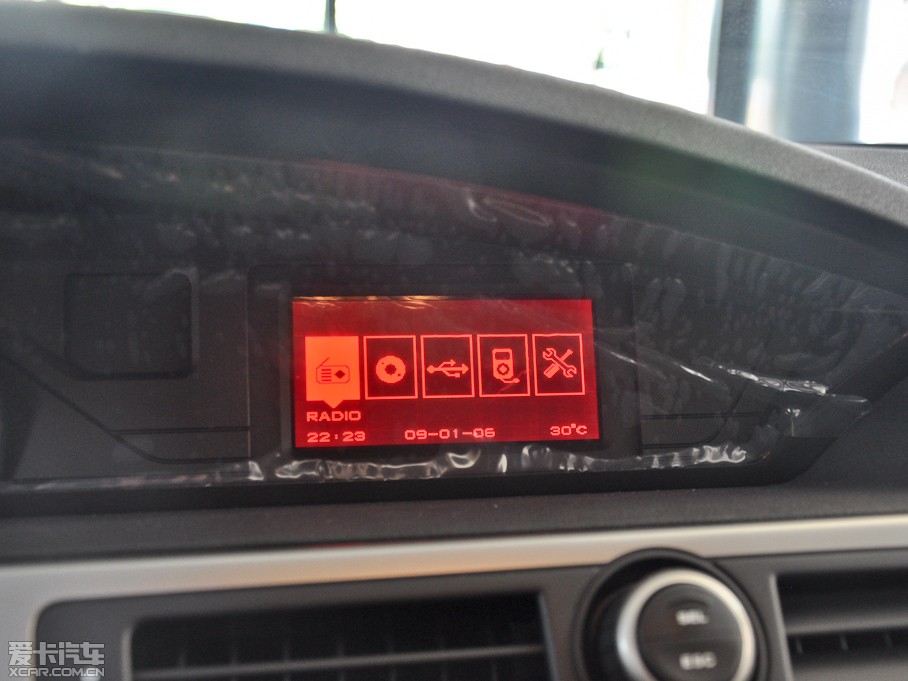 RADIO
22:23 09-01-06 30°C
SEL
ESC
爱卡汽车
XCAR.COM.CN